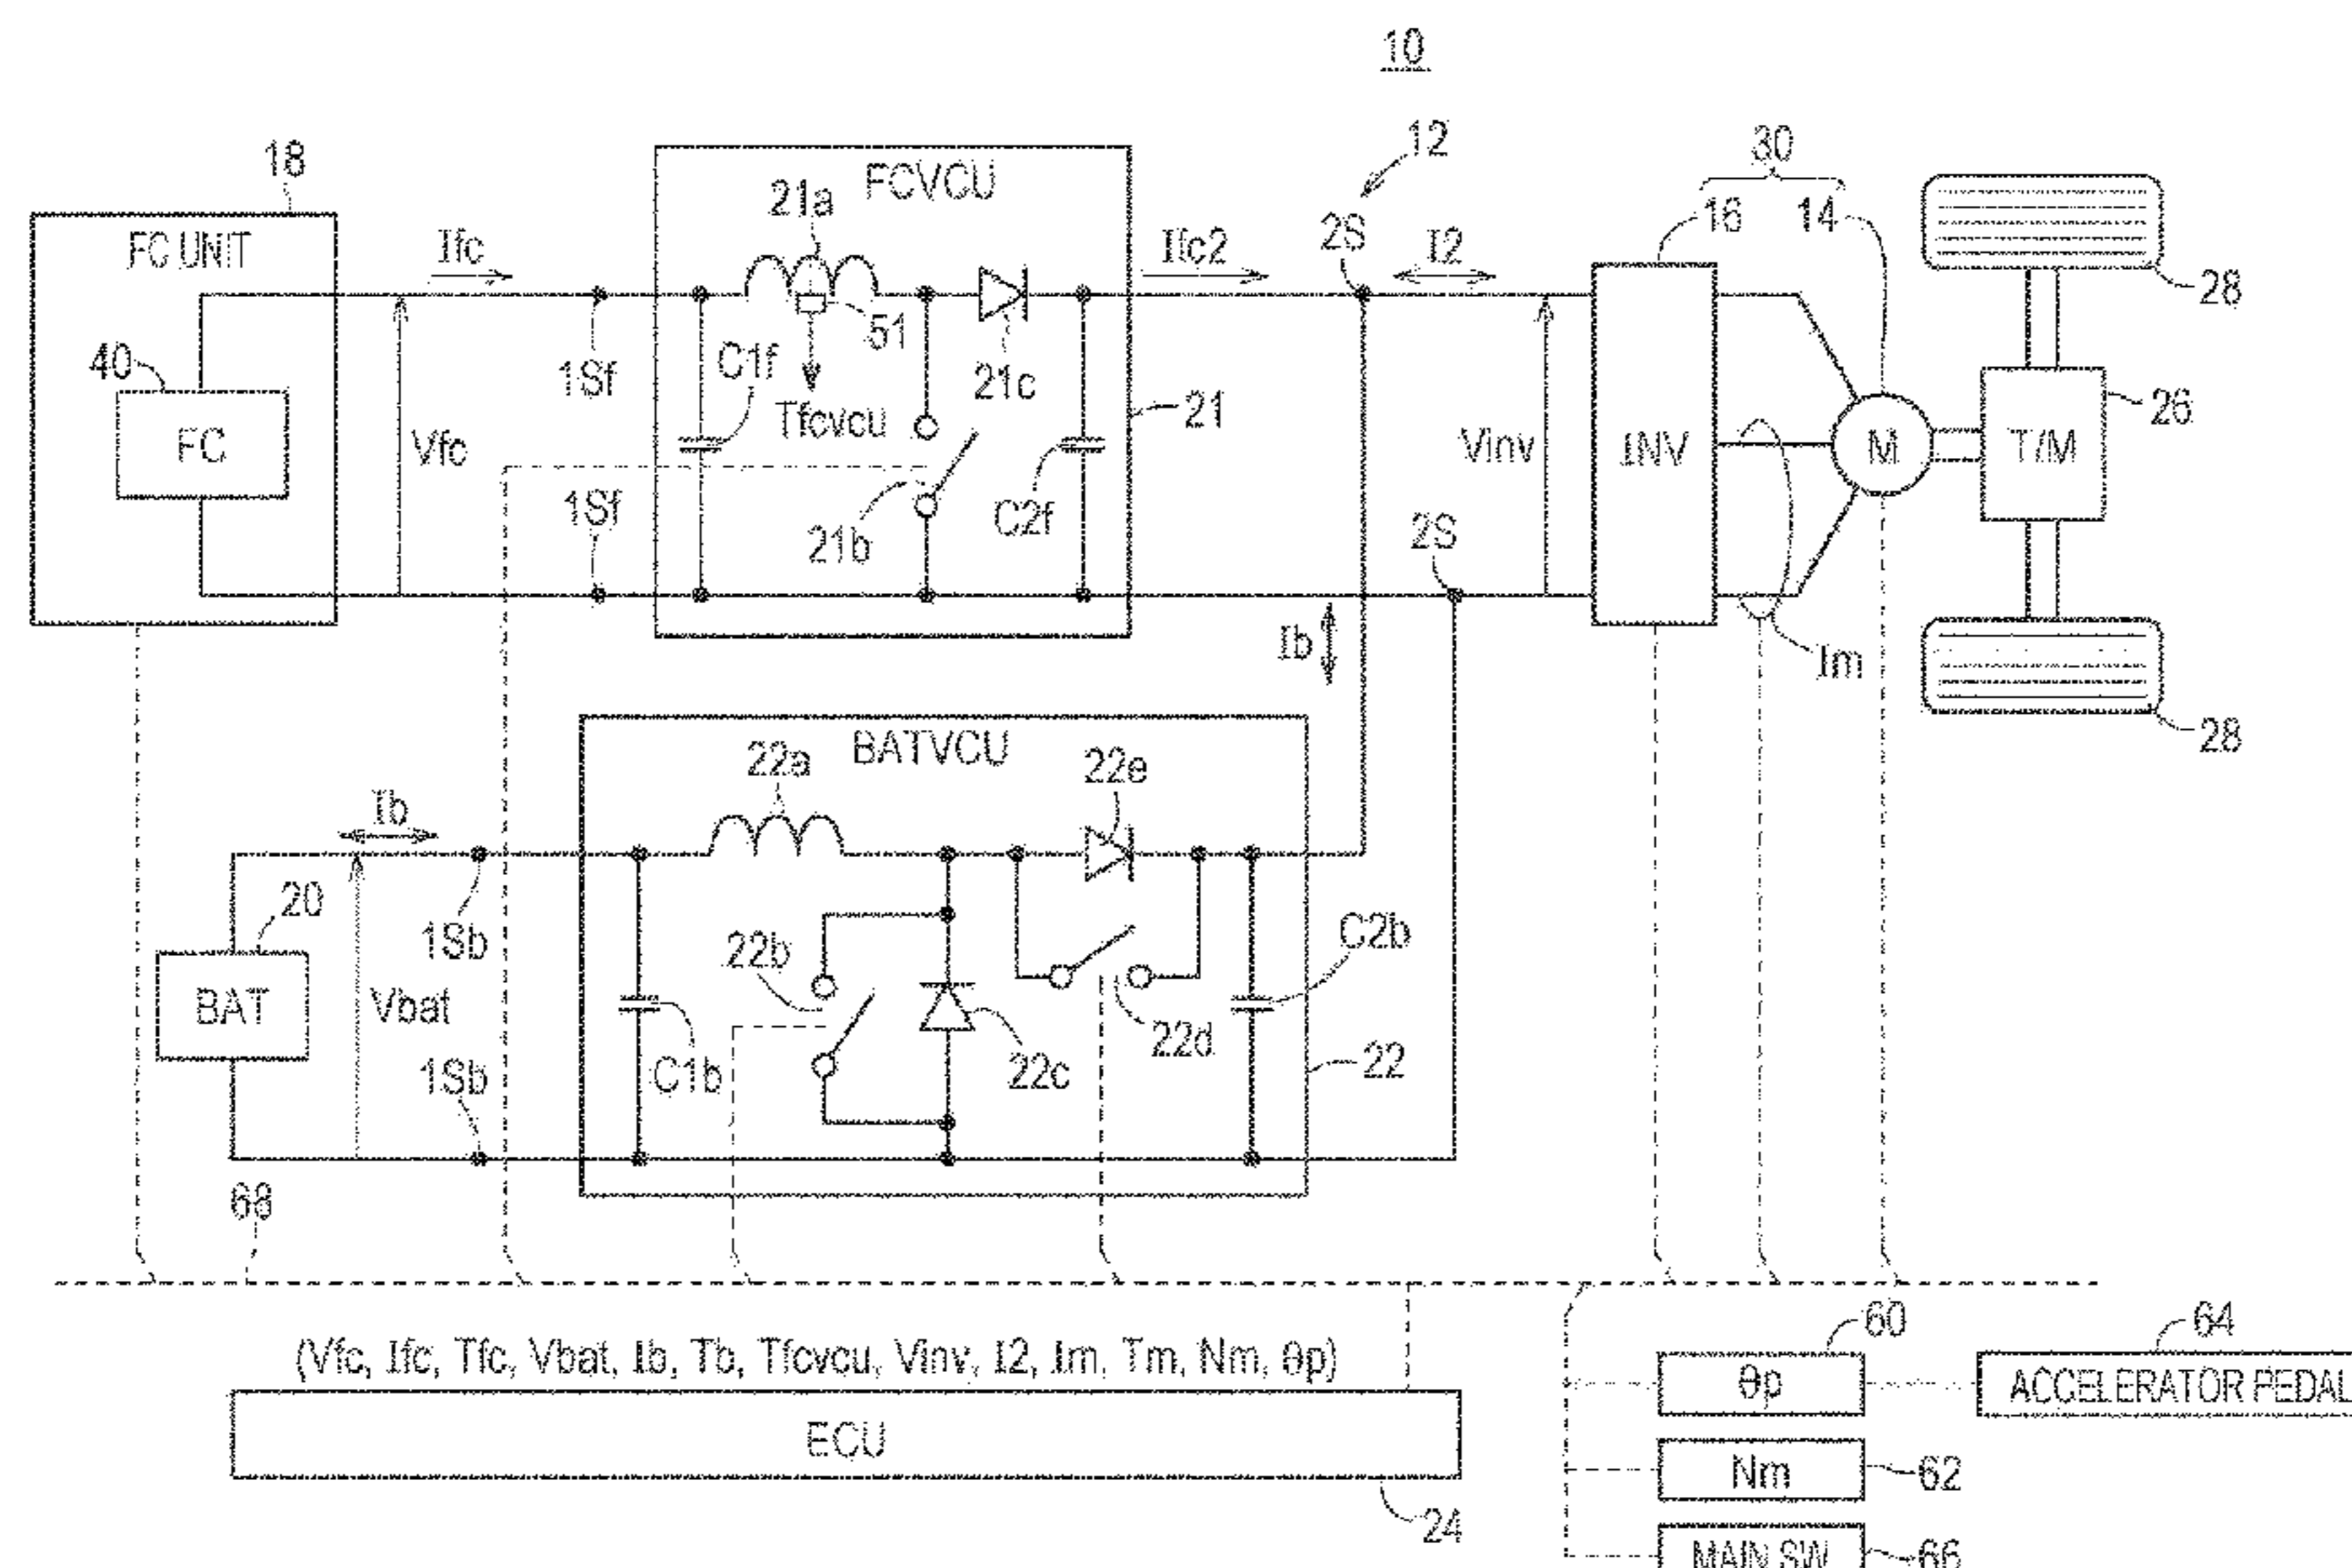 10
12
30
18
FCVCU
21a
2S
16
14
FC UNIT
Ifc
Ifc2
I2
28
51
40
1Sf
C1f
21c
21
26
Tfcvcu
FC
Vfc
Vinv
INV
M
T/M
1Sf
C2f
21b
2S
Ib
Im
28
BATVCU
22a
22e
Ib
20
1Sb
22b
C2b
BAT
Vbat
22d
1Sb
C1b
22c
22
68
60
64
(Vfc, Ifc, Tfc, Vbat, Ib, Tb, Tfcvcu, Vinv, I2, Im, Tm, Nm, θp)
θp
ACCELERATOR PEDAL
ECU
Nm
62
24
MAIN SW
66